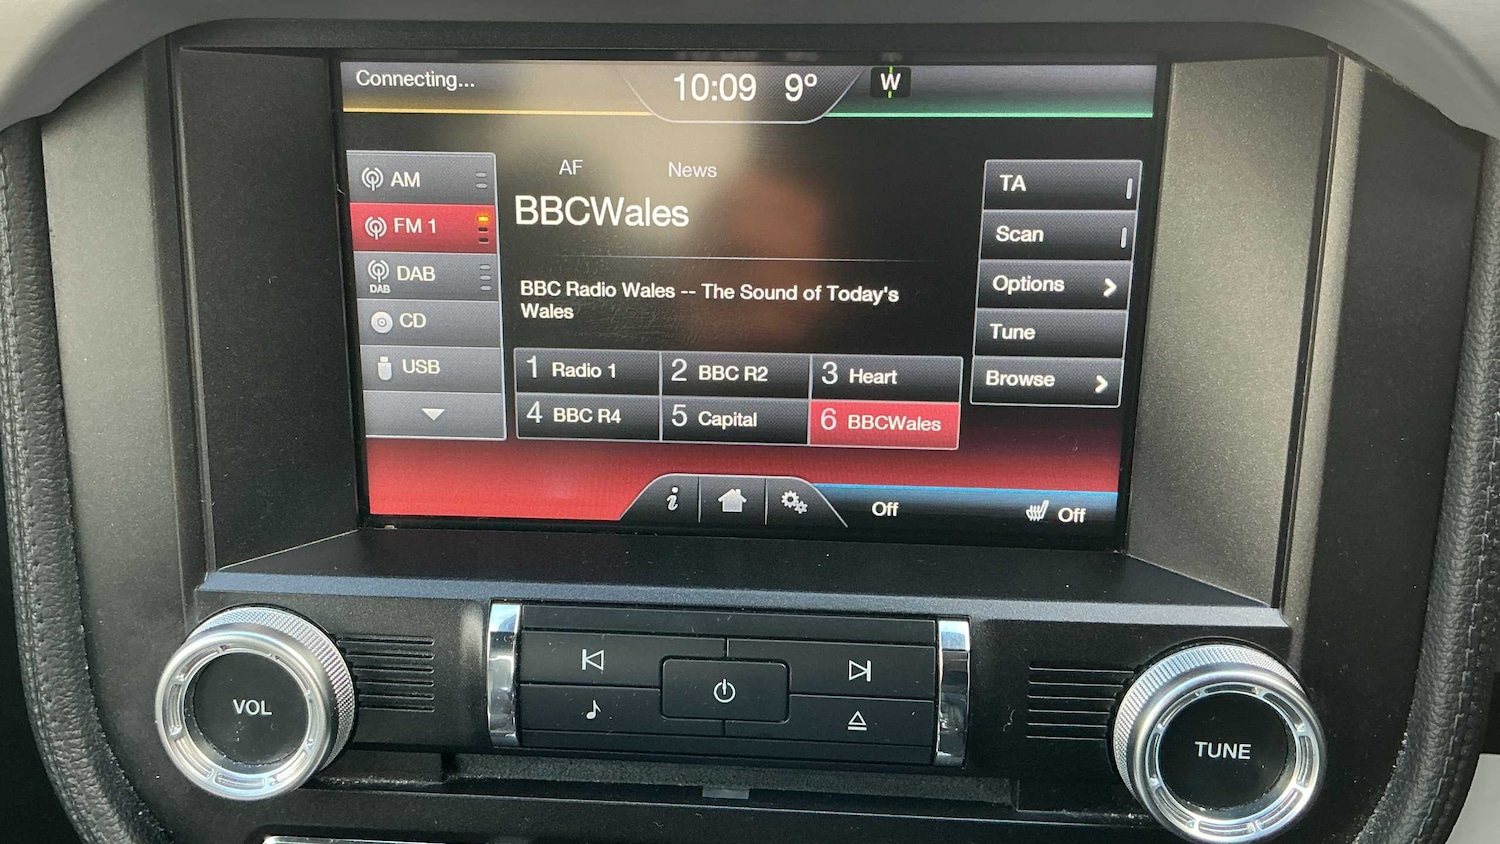 Connecting...
10:09 9° W
AF News
BBCWales
BBC Radio Wales -- The Sound of Today's
Wales
AM
FM 1
DAB
DAB
CD
USB
1 Radio 1
2 BBC R2
3 Heart
4 BBC R4
5 Capital
6 BBCWales
TA
Scan
Options
Tune
Browse
i
Off
Off
VOL
TUNE